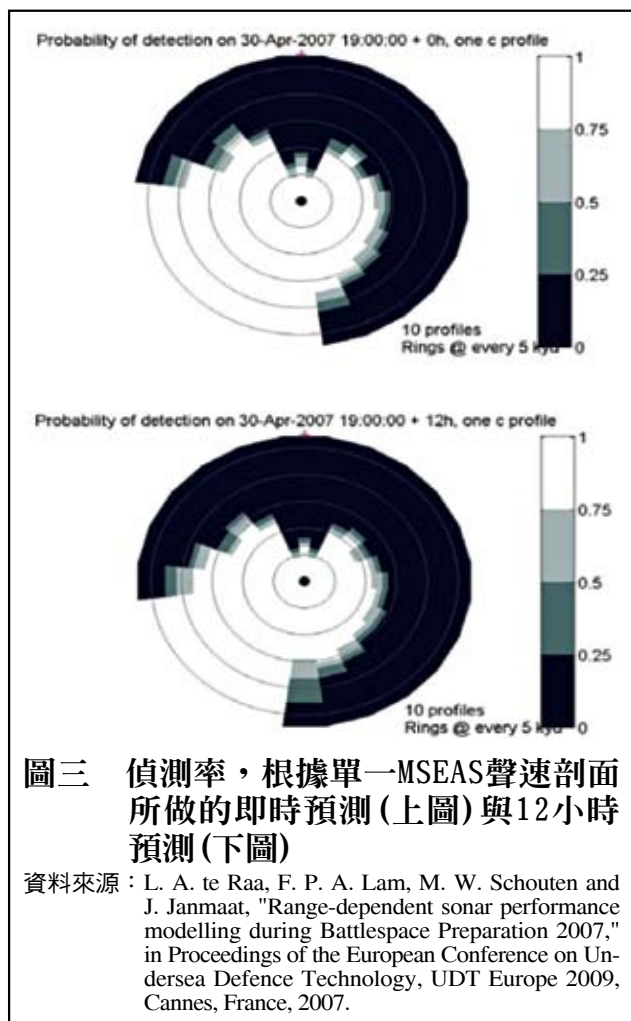 Probability of detection on 30-Apr-2007 19:00:00 + 0h, one c profile
1
0.75
0.5
0.25
0
10 profiles
Rings @ every 5 kyd
Probability of detection on 30-Apr-2007 19:00:00 + 12h, one c profile
1
0.75
0.5
0.25
0
10 profiles
Rings @ every 5 kyd
圖三 偵測率，根據單一MSEAS聲速剖面
所做的即時預測(上圖)與12小時
預測(下圖)
資料來源：L. A. te Raa, F. P. A. Lam, M. W. Schouten and
J. Janmaat, "Range-dependent sonar performance
modelling during Battlespace Preparation 2007,"
in Proceedings of the European Conference on Un-
dersea Defence Technology, UDT Europe 2009,
Cannes, France, 2007.